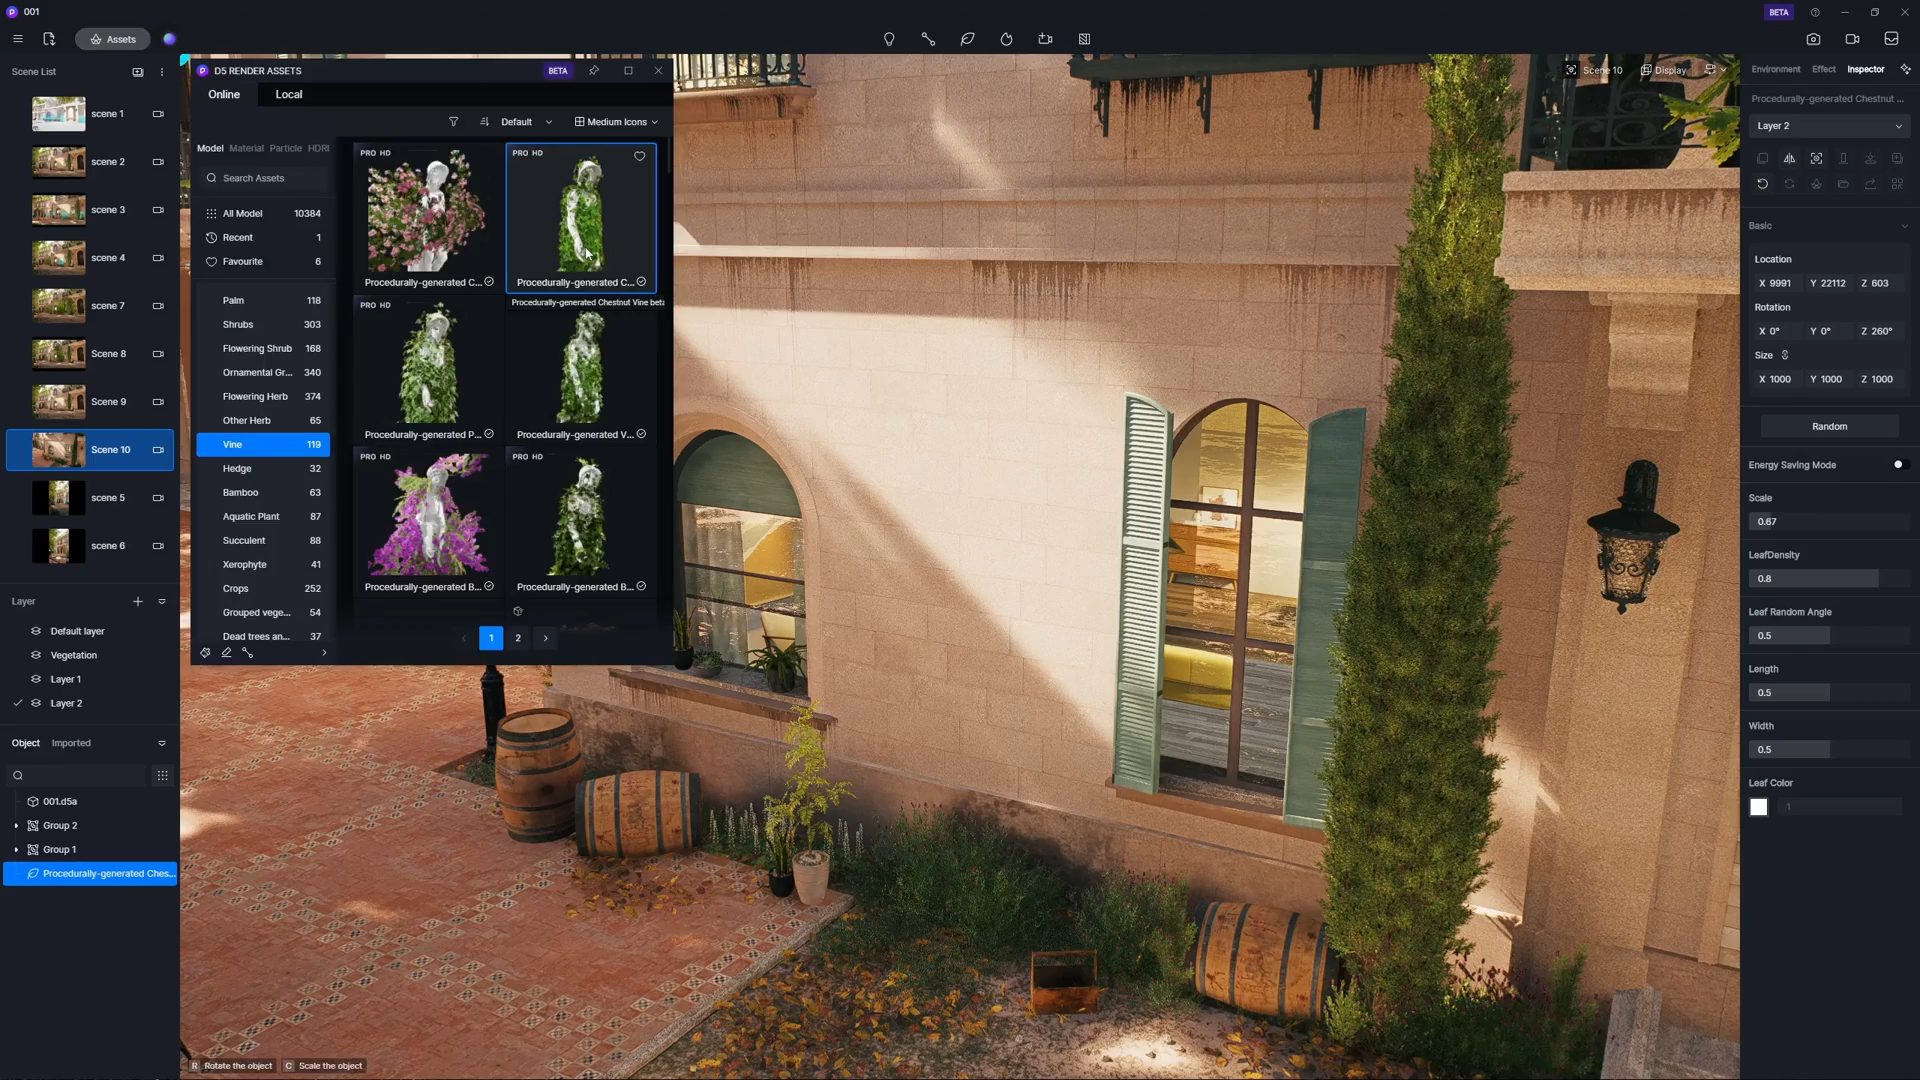 001
BETA
Assets
Scene List
scene 1
scene 2
scene 3
scene 4
scene 7
Scene 8
Scene 9
Scene 10
scene 5
scene 6
Layer
Default layer
Vegetation
Layer 1
Layer 2
Object Imported
001.d5a
Group 2
Group 1
Procedurally-generated Ches...
D5 RENDER ASSETS
BETA
Online Local
Default
Medium Icons
Model Material Particle HDRI
Search Assets
All Model 10384
Recent 1
Favourite 6
Palm 118
Shrubs 303
Flowering Shrub 168
Ornamental Gr... 340
Flowering Herb 374
Other Herb 65
Vine 119
Hedge 32
Bamboo 63
Aquatic Plant 87
Succulent 88
Xerophyte 41
Crops 252
Grouped vege... 54
Dead trees an... 37
PRO HD
Procedurally-generated C...
PRO HD
Procedurally-generated C...
Procedurally-generated Chestnut Vine beta
PRO HD
Procedurally-generated P...
Procedurally-generated V...
PRO HD
Procedurally-generated B...
PRO HD
Procedurally-generated B...
1 2
Scene 10
Display
R Rotate the object C Scale the object
Environment Effect Inspector
Procedurally-generated Chestnut ...
Layer 2
Basic
Location
X 9991 Y 22112 Z 603
Rotation
X 0° Y 0° Z 260°
Size
X 1000 Y 1000 Z 1000
Random
Energy Saving Mode
Scale
0.67
LeafDensity
0.8
Leaf Random Angle
0.5
Length
0.5
Width
0.5
Leaf Color
1